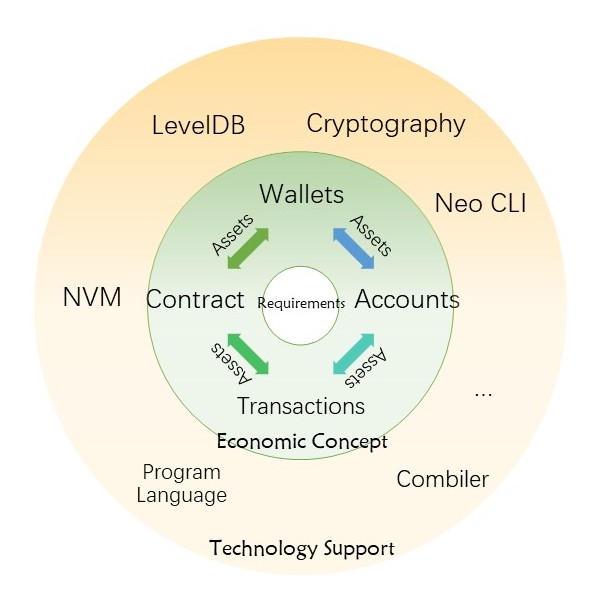 LevelDB
Cryptography
Wallets
Neo CLI
Assets
Assets
NVM
Contract
Requirements
Accounts
Assets
Assets
...
Transactions
Economic Concept
Program
Language
Combiler
Technology Support